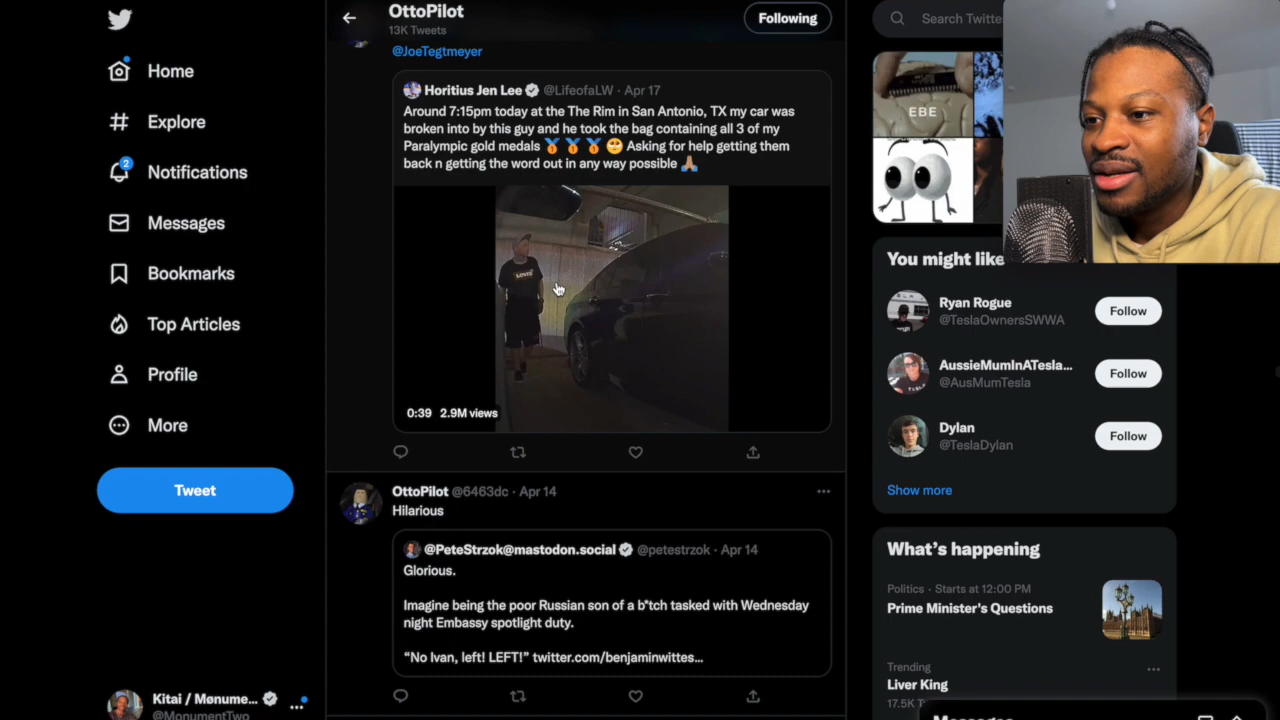 OttoPilot
13K Tweets
Following
Search Twitte
@JoeTegtmeyer
Horitius Jen Lee @LifeofaLW · Apr 17
Around 7:15pm today at the The Rim in San Antonio, TX my car was
broken into by this guy and he took the bag containing all 3 of my
Paralympic gold medals 🥇 🥇 🥇 🥺 Asking for help getting them
back n getting the word out in any way possible 🙏🏽
LEVI'S
0:39 2.9M views
Home
Explore
2
Notifications
Messages
Bookmarks
Top Articles
Profile
More
Tweet
Kitai / Mønume...
@MonumentTwo
OttoPilot @6463dc · Apr 14
Hilarious
@PeteStrzok@mastodon.social @petestrzok · Apr 14
Glorious.
Imagine being the poor Russian son of a b*tch tasked with Wednesday
night Embassy spotlight duty.
“No Ivan, left! LEFT!” twitter.com/benjaminwittes...
EBE
You might like
Ryan Rogue
@TeslaOwnersSWWA
Follow
AussieMumInATesla...
@AusMumTesla
Follow
Dylan
@TeslaDylan
Follow
Show more
What’s happening
Politics · Starts at 12:00 PM
Prime Minister's Questions
Trending
Liver King
17.5K T
Messages